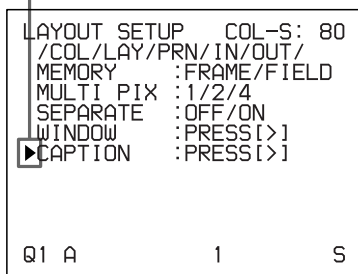 LAYOUT SETUP COL-S: 80
/COL/LAY/PRN/IN/OUT/
MEMORY :FRAME/FIELD
MULTI PIX :1/2/4
SEPARATE :OFF/ON
WINDOW :PRESS[>]
▶CAPTION :PRESS[>]
Q1 A 1 S